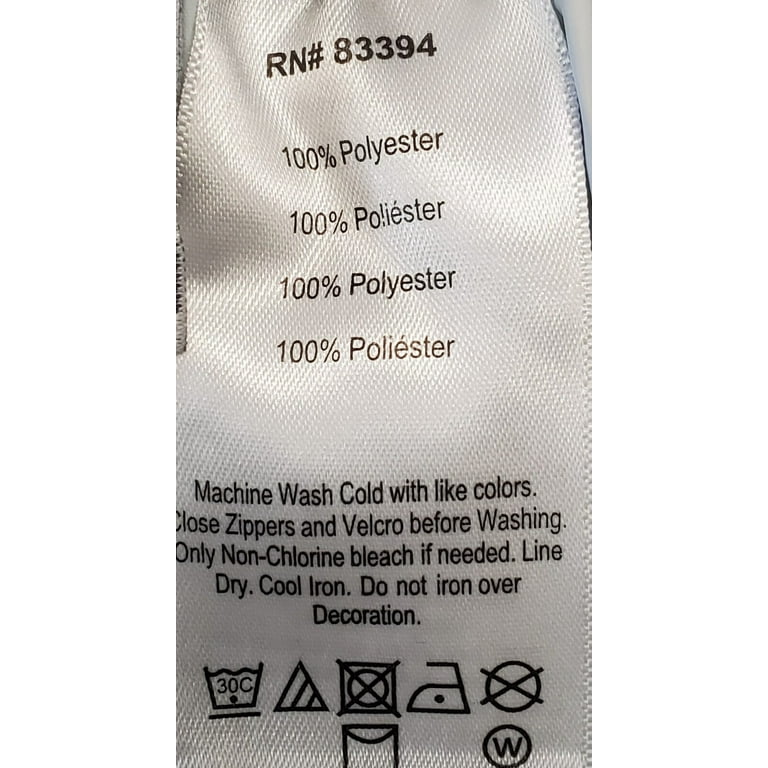 RN# 83394
100% Polyester
100% Poliéster
100% Polyester
100% Poliéster
Machine Wash Cold with like colors.
Close Zippers and Velcro before Washing.
Only Non-Chlorine bleach if needed. Line
Dry. Cool Iron. Do not iron over
Decoration.
30C
W